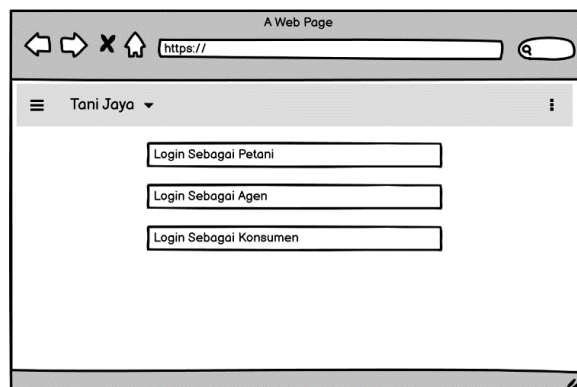 A Web Page
https://
Tani Jaya
Login Sebagai Petani
Login Sebagai Agen
Login Sebagai Konsumen